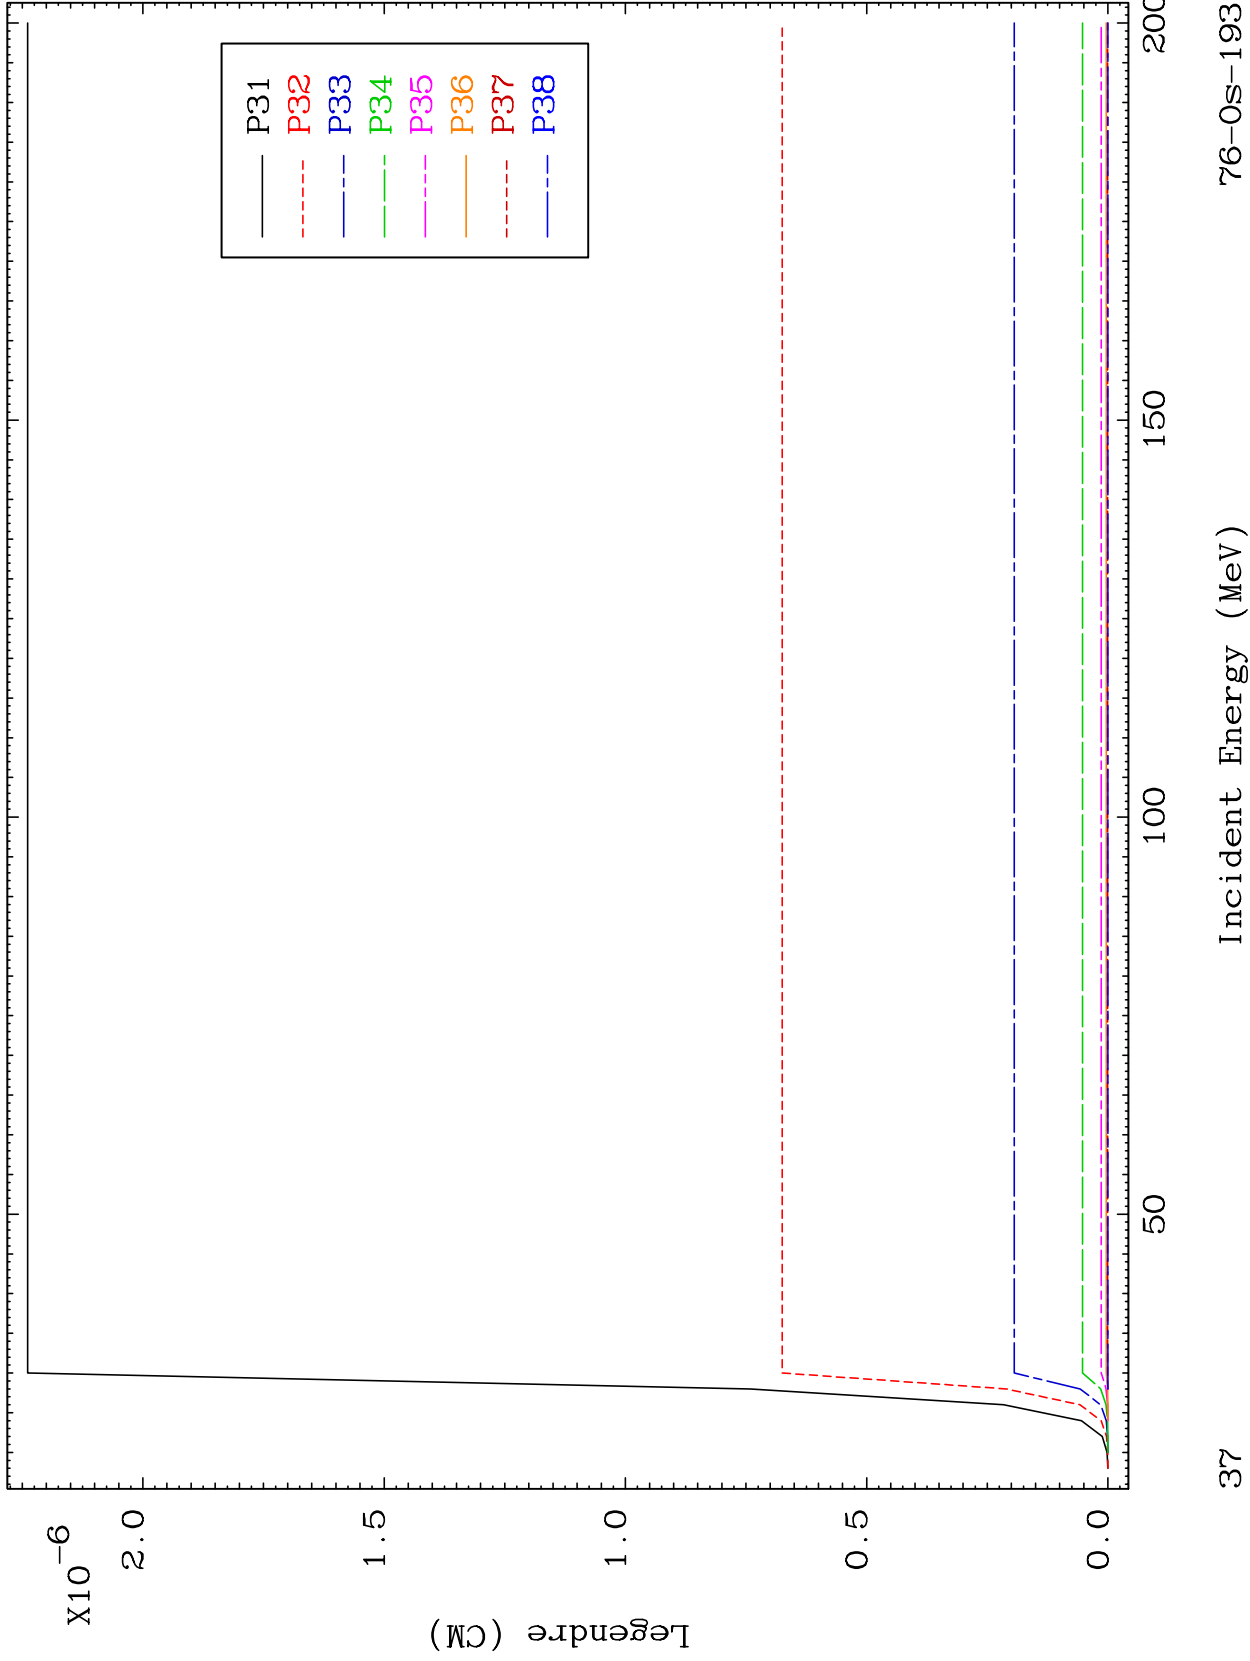 X10-6
2.0
1.5
1.0
0.5
0.0
Legendre (CM)
P31
P32
P33
P34
P35
P36
P37
P38
50
100
150
200
Incident Energy (MeV)
37
76-Os-193